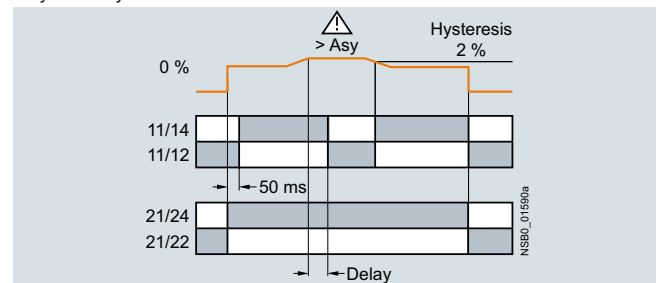 Hysteresis
> Asy
2 %
0 %
11/14
11/12
50 ms
21/24
21/22
Delay
NSB0_01590a